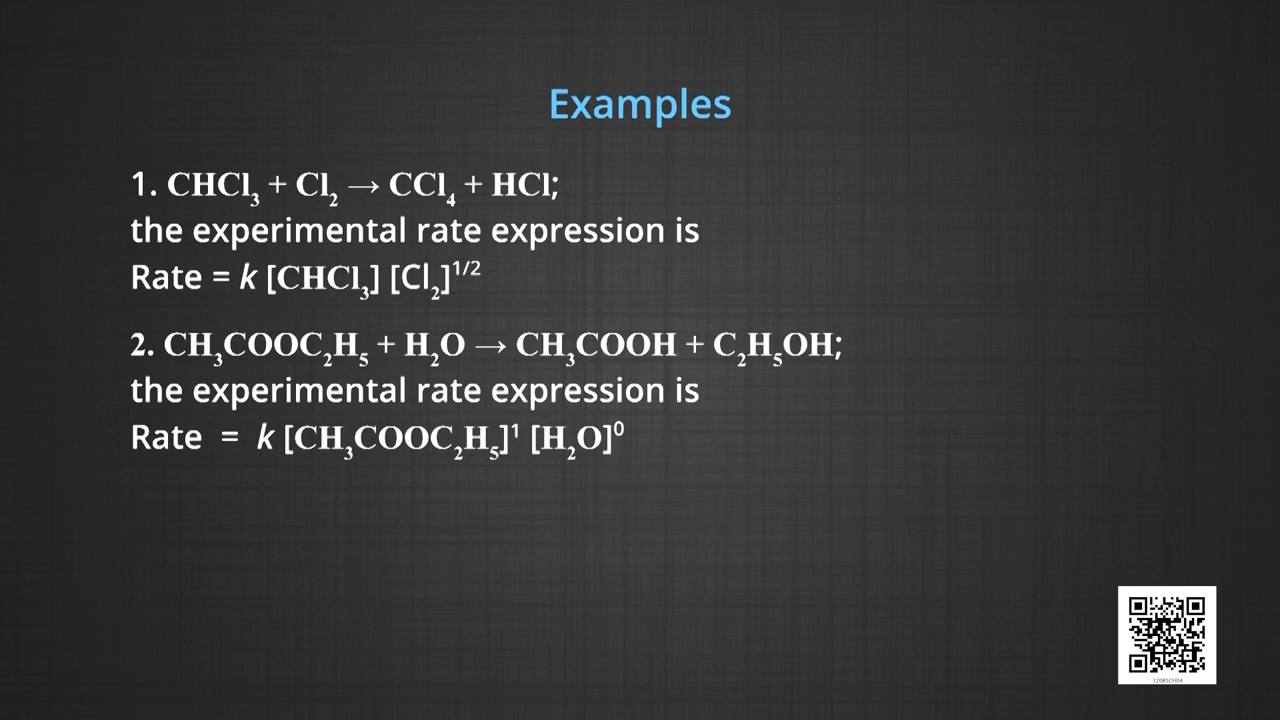 Examples
1. CHCl₃ + Cl₂ → CCl₄ + HCl;
the experimental rate expression is
Rate = k [CHCl₃] [Cl₂]¹/²
2. CH₃COOC₂H₅ + H₂O → CH₃COOH + C₂H₅OH;
the experimental rate expression is
Rate = k [CH₃COOC₂H₅]¹ [H₂O]⁰
12085CH04